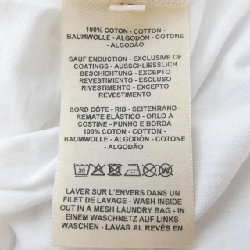 100% COTON - COTTON -
BAUMWOLLE - ALGODÓN - COTONE
- ALGODÃO
SAUF ENDUCTION - EXCLUSIVE OF
COATINGS - AUSSCHLIESSLICH
BESCHICHTUNG - EXCEPTO
REVESTIMIENTO - ESCLUSO
RIVESTIMENTO - EXCEPTO
REVESTIMENTO
BORD CÔTE - RIB - SEITENRAND
REMATE ELÁSTICO - ORLO A
COSTINE - PUNHO E BORDA
100% COTON - COTTON -
BAUMWOLLE - ALGODÓN - COTONE -
ALGODÃO
30
LAVER SUR L'ENVERS DANS UN
FILET DE LAVAGE - WASH INSIDE
OUT IN A MESH LAUNDRY BAG - IN
EINEM WASCHNETZ AUF LINKS
WASCHEN - LAVAR AL REVÉS EN